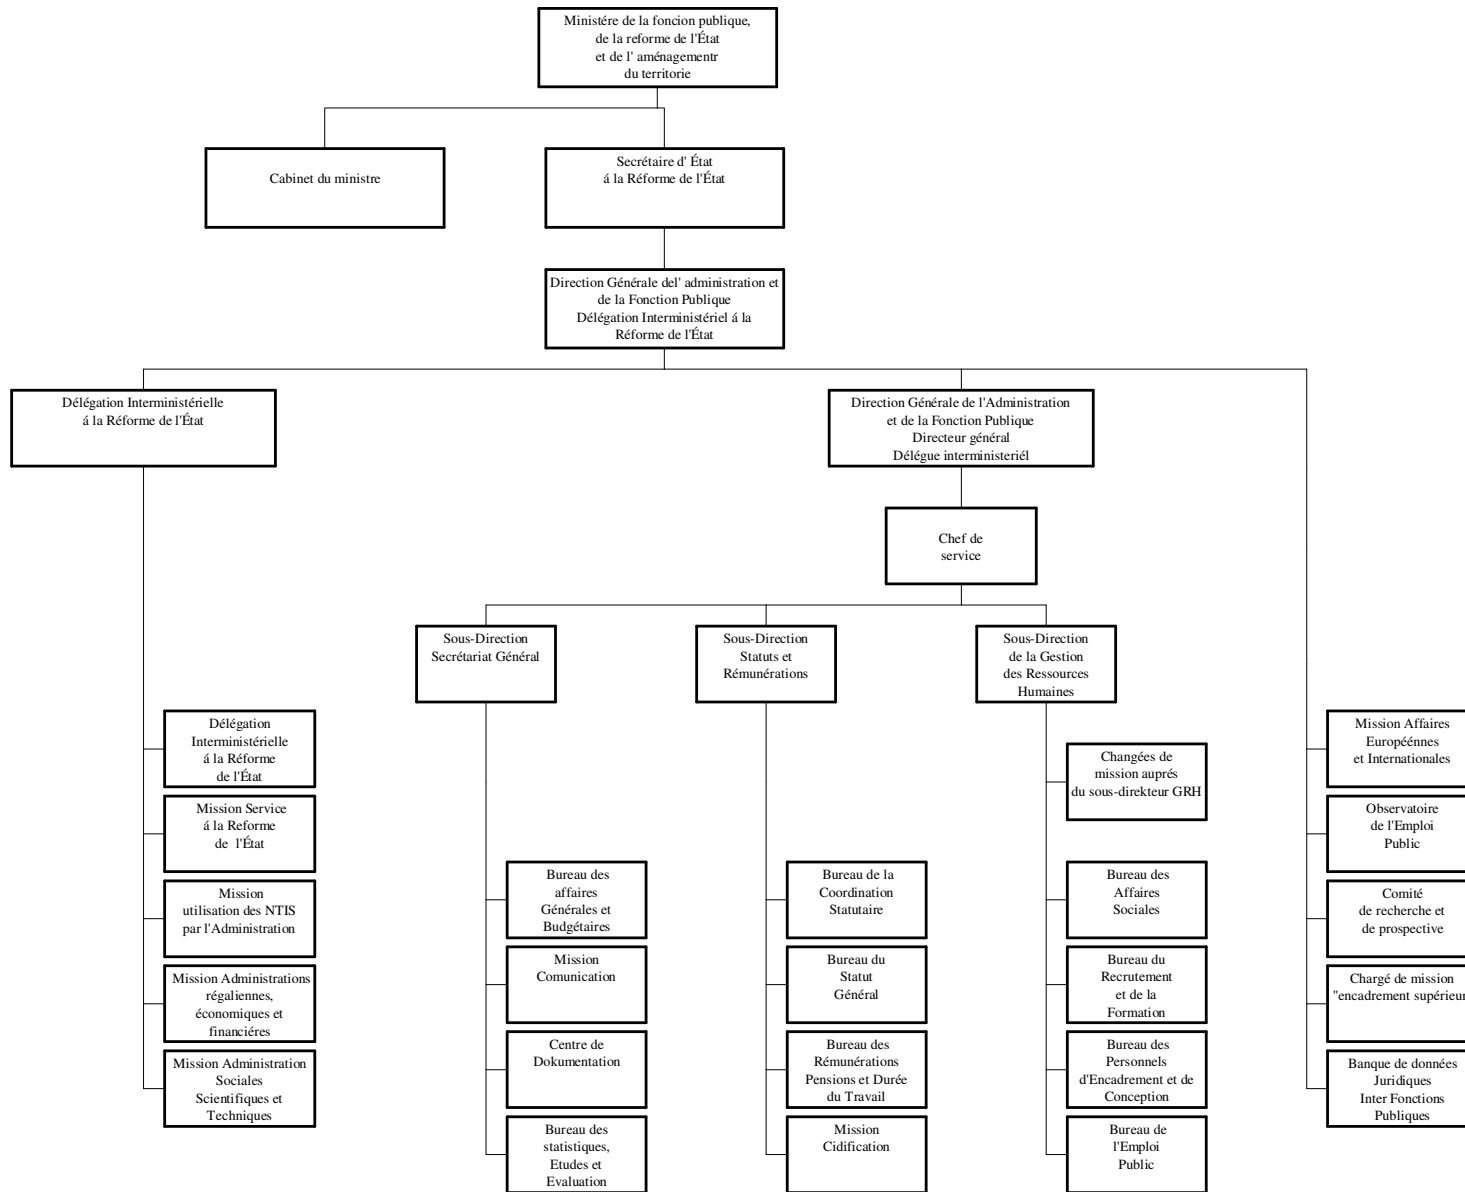 Ministére de la foncion publique,
de la reforme de l'État
et de l' aménagementr
du territorie
Cabinet du ministre
Secrétaire d' État
á la Réforme de l'État
Direction Générale del' administration et
de la Fonction Publique
Délégation Interministériel á la
Réforme de l'État
Délégation Interministérielle
á la Réforme de l'État
Direction Générale de l'Administration
et de la Fonction Publique
Directeur général
Délégue interministeriél
Chef de
service
Sous-Direction
Secrétariat Général
Sous-Direction
Statuts et
Rémunérations
Sous-Direction
de la Gestion
des Ressources
Humaines
Délégation
Interministérielle
á la Réforme
de l'État
Mission Service
á la Reforme
de l'État
Mission
utilisation des NTIS
par l'Administration
Mission Administrations
régaliennes,
économiques et
financiéres
Mission Administration
Sociales
Scientifiques et
Techniques
Bureau des
affaires
Générales et
Budgétaires
Mission
Comunication
Centre de
Dokumentation
Bureau des
statistiques,
Etudes et
Evaluation
Bureau de la
Coordination
Statutaire
Bureau du
Statut
Général
Bureau des
Rémunérations
Pensions et Durée
du Travail
Mission
Cidification
Changées de
mission auprés
du sous-direkteur GRH
Bureau des
Affaires
Sociales
Bureau du
Recrutement
et de la
Formation
Bureau des
Personnels
d'Encadrement et de
Conception
Bureau de
l'Emploi
Public
Mission Affaires
Européénnes
et Internationales
Observatoire
de l'Emploi
Public
Comité
de recherche et
de prospective
Chargé de mission
"encadrement supérieur
Banque de données
Juridiques
Inter Fonctions
Publiques